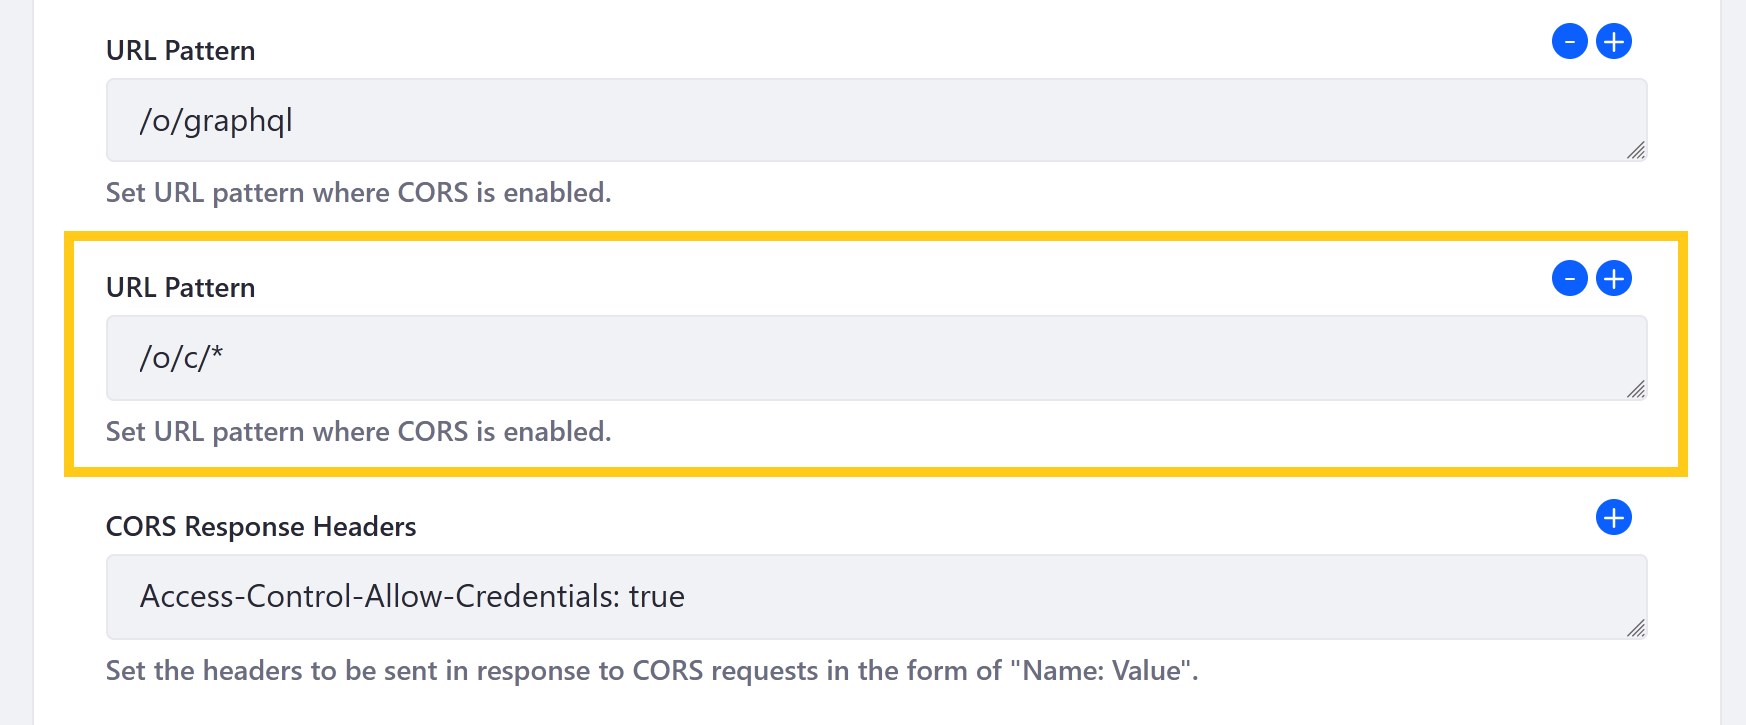 URL Pattern
- +
/o/graphql
Set URL pattern where CORS is enabled.
URL Pattern
- +
/o/c/*
Set URL pattern where CORS is enabled.
CORS Response Headers
+
Access-Control-Allow-Credentials: true
Set the headers to be sent in response to CORS requests in the form of "Name: Value".